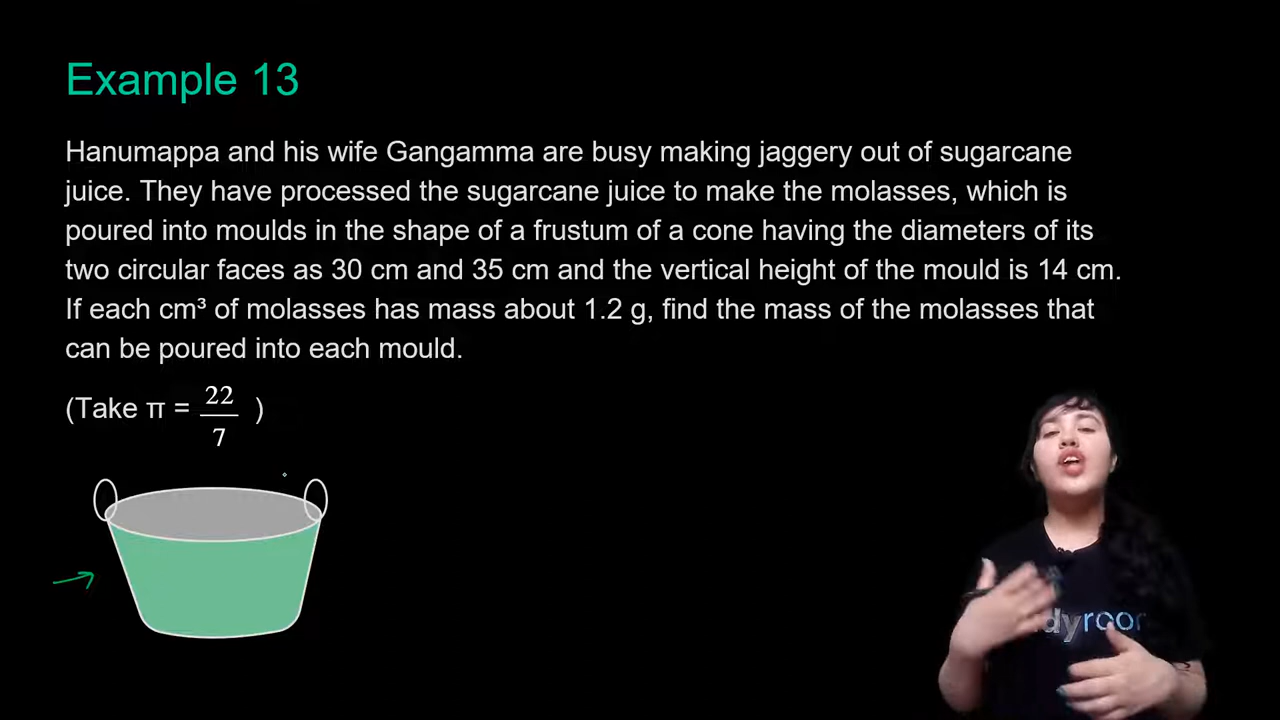 Example 13
Hanumappa and his wife Gangamma are busy making jaggery out of sugarcane
juice. They have processed the sugarcane juice to make the molasses, which is
poured into moulds in the shape of a frustum of a cone having the diameters of its
two circular faces as 30 cm and 35 cm and the vertical height of the mould is 14 cm.
If each cm³ of molasses has mass about 1.2 g, find the mass of the molasses that
can be poured into each mould.
(Take π = 22/7 )